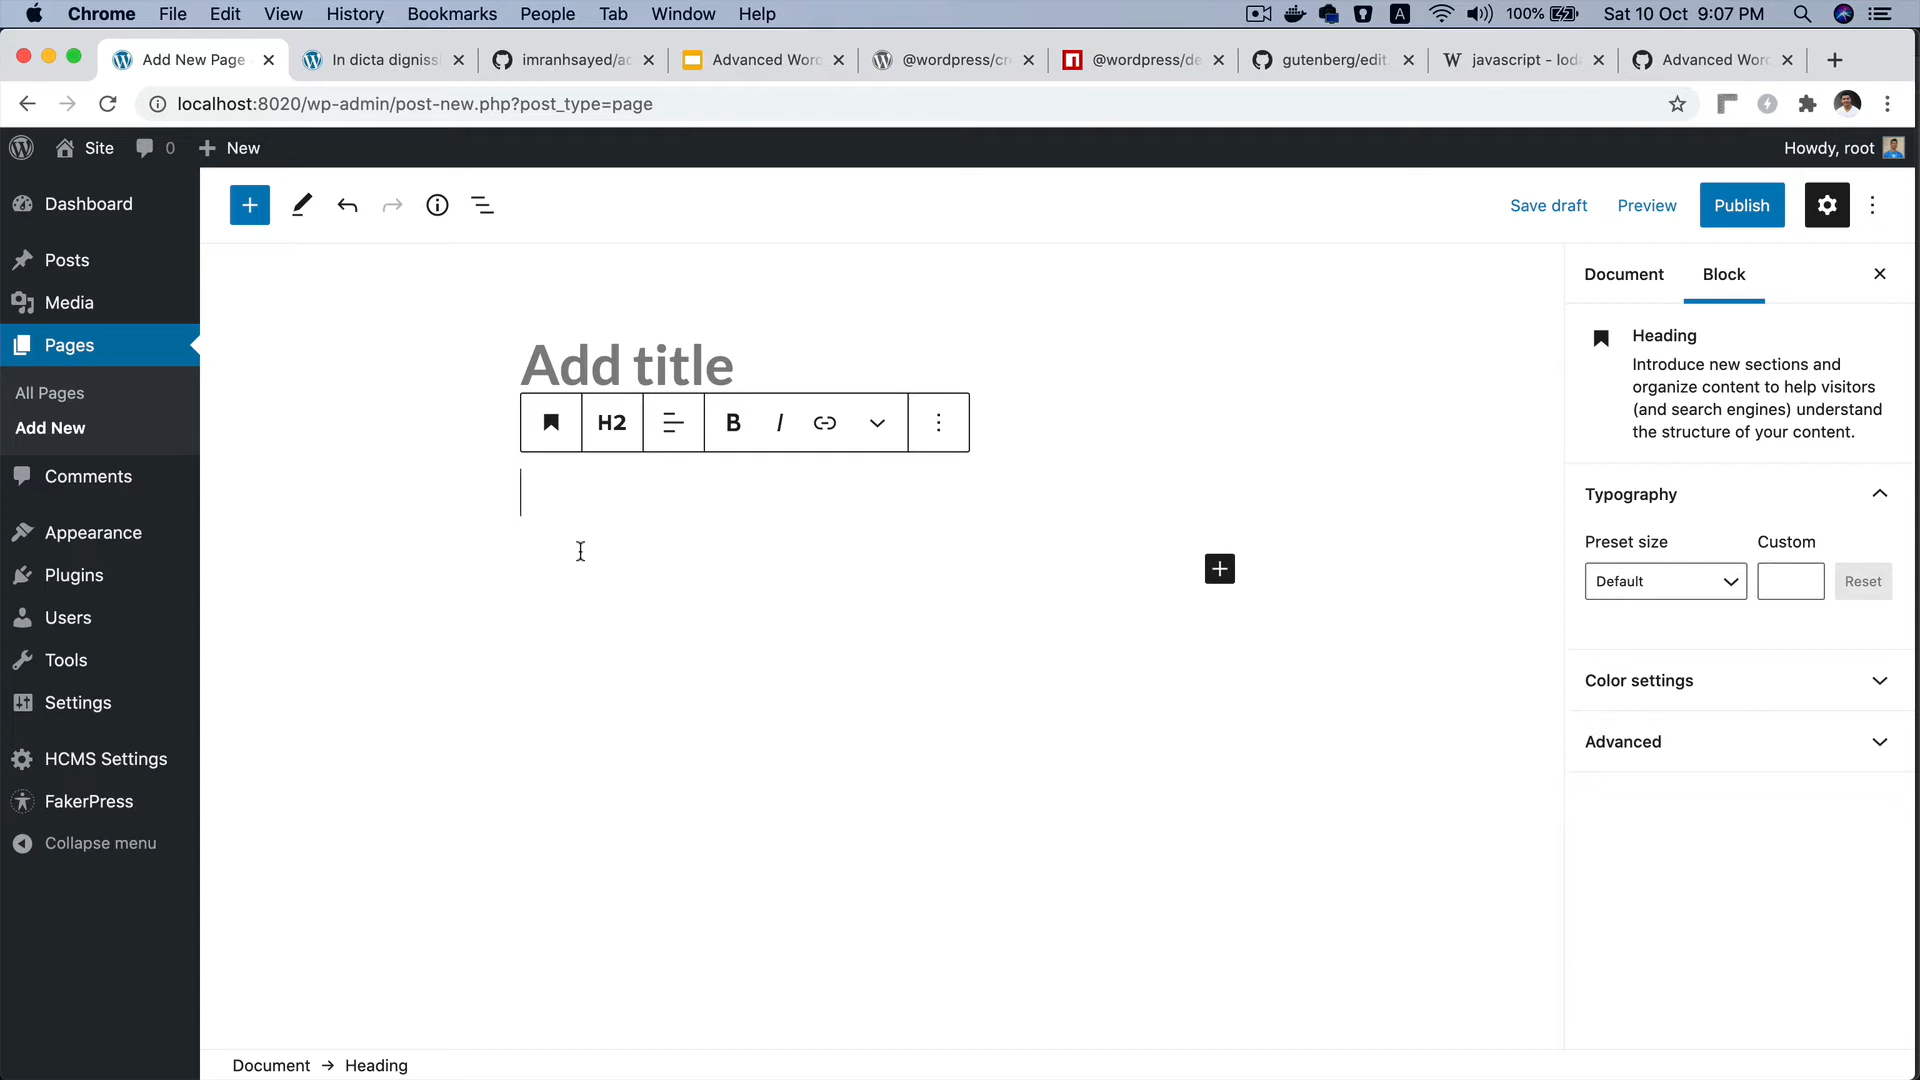 Chrome File Edit View History Bookmarks People Tab Window Help
A 100% Sat 10 Oct 9:07 PM
Add New Page
In dicta digniss
imranhsayed/ac
Advanced Word
@wordpress/cre
@wordpress/de
gutenberg/edit.
W javascript - lod
Advanced Word
localhost:8020/wp-admin/post-new.php?post_type=page
Site 0 New
Howdy, root
Dashboard
Posts
Media
Pages
All Pages
Add New
Comments
Appearance
Plugins
Users
Tools
Settings
HCMS Settings
FakerPress
Collapse menu
Save draft Preview Publish
Add title
H2 B I
Document Block
Heading
Introduce new sections and
organize content to help visitors
(and search engines) understand
the structure of your content.
Typography
Preset size Custom
Default Reset
Color settings
Advanced
Document → Heading